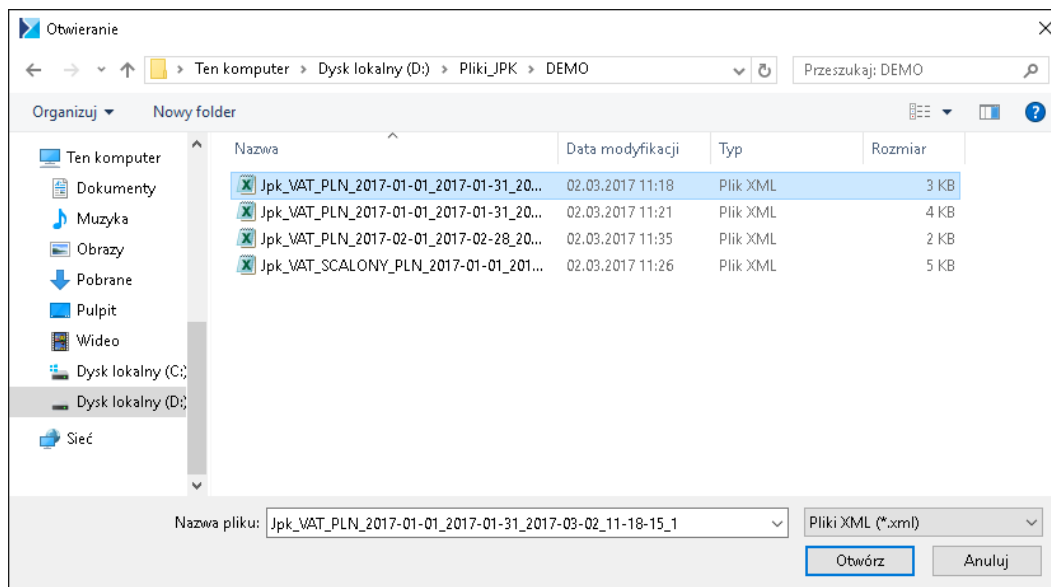 Otwieranie
Ten komputer > Dysk lokalny (D:) > Pliki_JPK > DEMO
Przeszukaj: DEMO
Organizuj
Nowy folder
Nazwa
Data modyfikacji
Typ
Rozmiar
Jpk_VAT_PLN_2017-01-01_2017-01-31_20... 02.03.2017 11:18 Plik XML 3 KB
Jpk_VAT_PLN_2017-01-01_2017-01-31_20... 02.03.2017 11:21 Plik XML 4 KB
Jpk_VAT_PLN_2017-02-01_2017-02-28_20... 02.03.2017 11:35 Plik XML 2 KB
Jpk_VAT_SCALONY_PLN_2017-01-01_201... 02.03.2017 11:26 Plik XML 5 KB
Ten komputer
Dokumenty
Muzyka
Obrazy
Pobrane
Pulpit
Wideo
Dysk lokalny (C:)
Dysk lokalny (D:)
Sieć
Nazwa pliku: Jpk_VAT_PLN_2017-01-01_2017-01-31_2017-03-02_11-18-15_1
Pliki XML (*.xml)
Otwórz
Anuluj